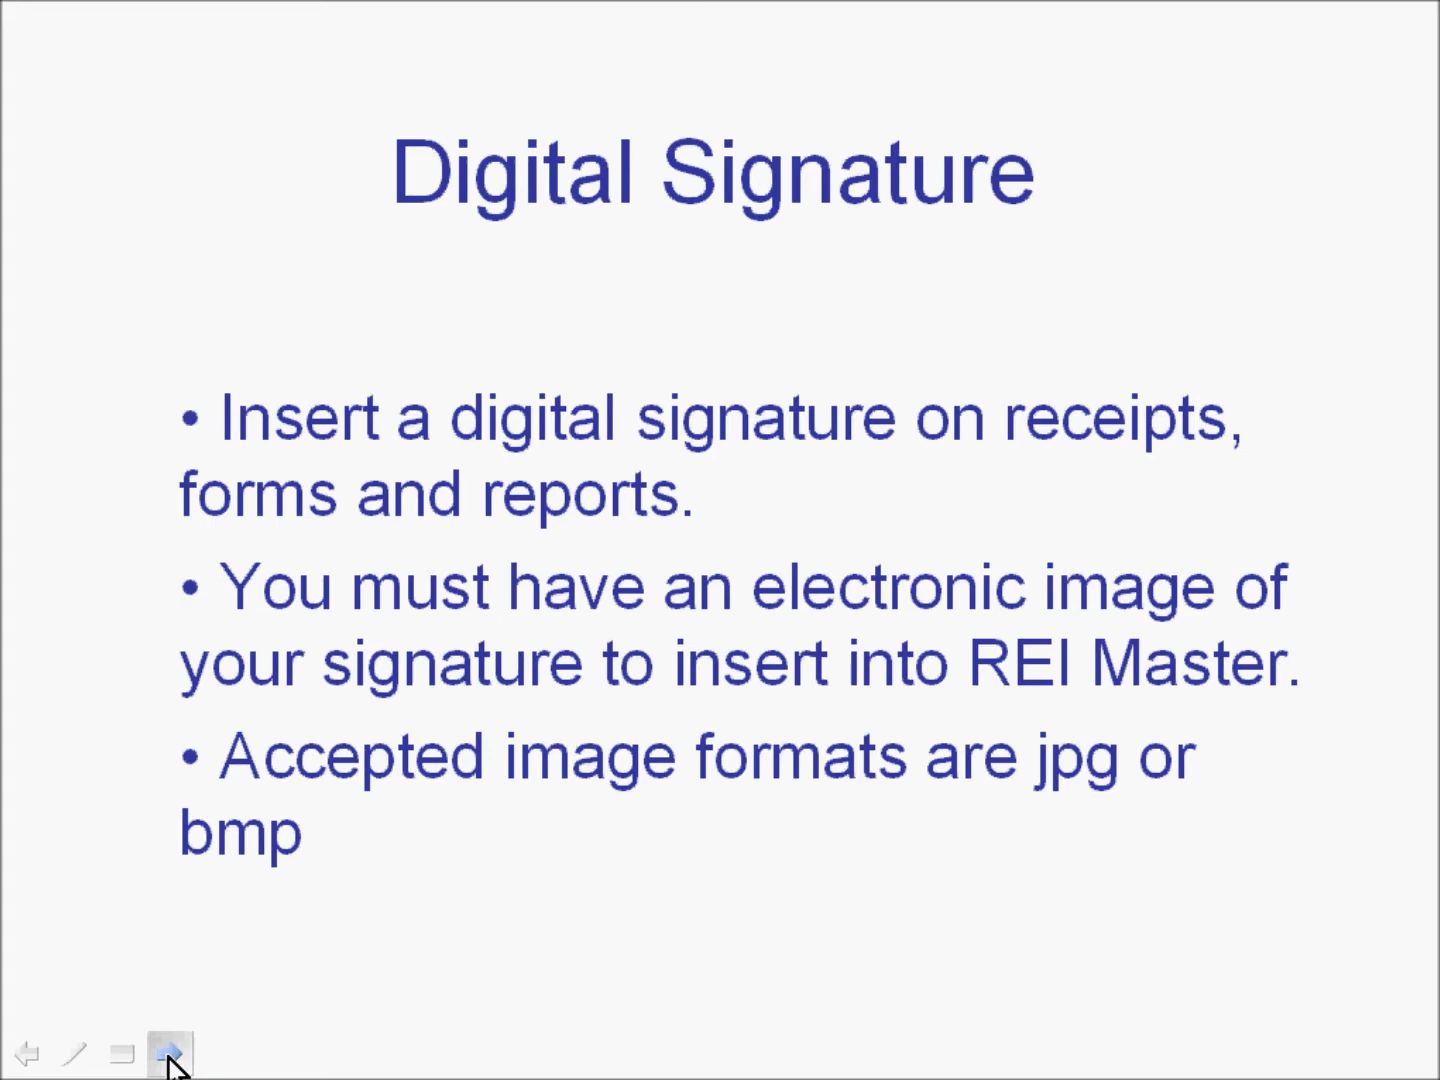 Digital Signature
• Insert a digital signature on receipts,
forms and reports.
• You must have an electronic image of
your signature to insert into REI Master.
• Accepted image formats are jpg or
bmp